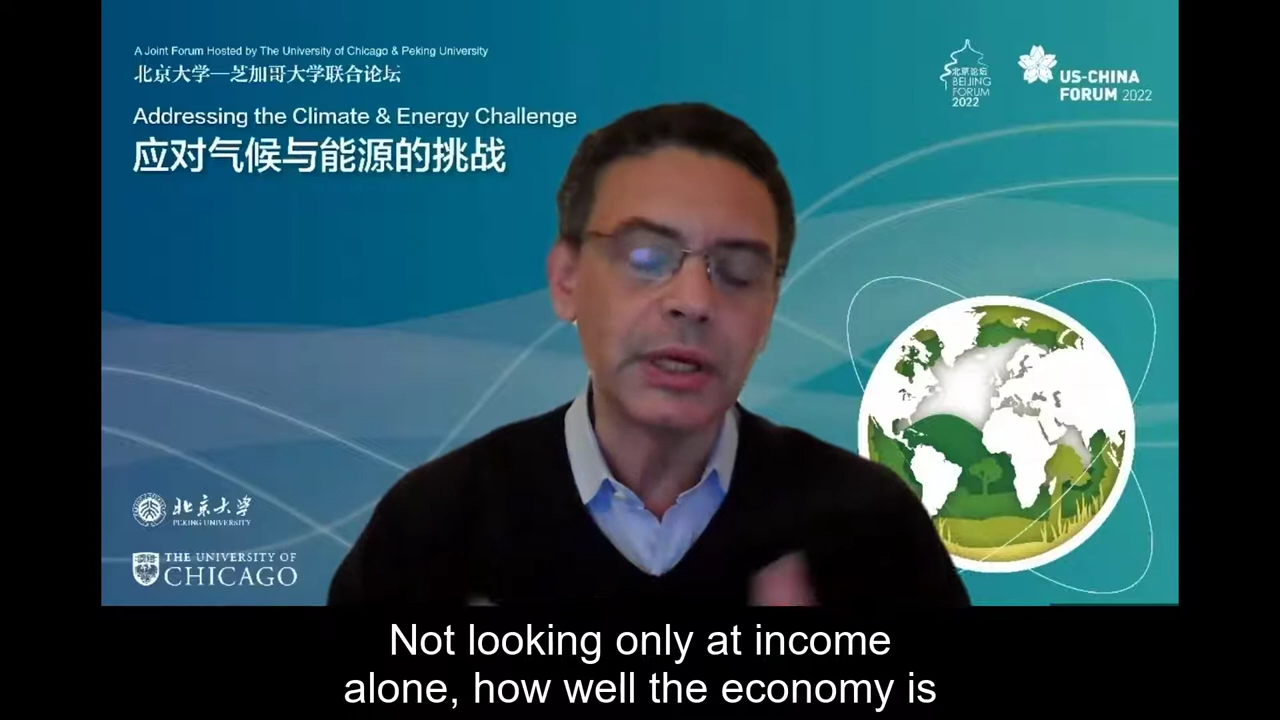 A Joint Forum Hosted by The University of Chicago & Peking University
北京大学—芝加哥大学联合论坛
Addressing the Climate & Energy Challenge
应对气候与能源的挑战
北京论坛
BEIJING
FORUM
2022
US-CHINA
FORUM 2022
北京大学
PEKING UNIVERSITY
THE UNIVERSITY OF
CHICAGO
Not looking only at income
alone, how well the economy is